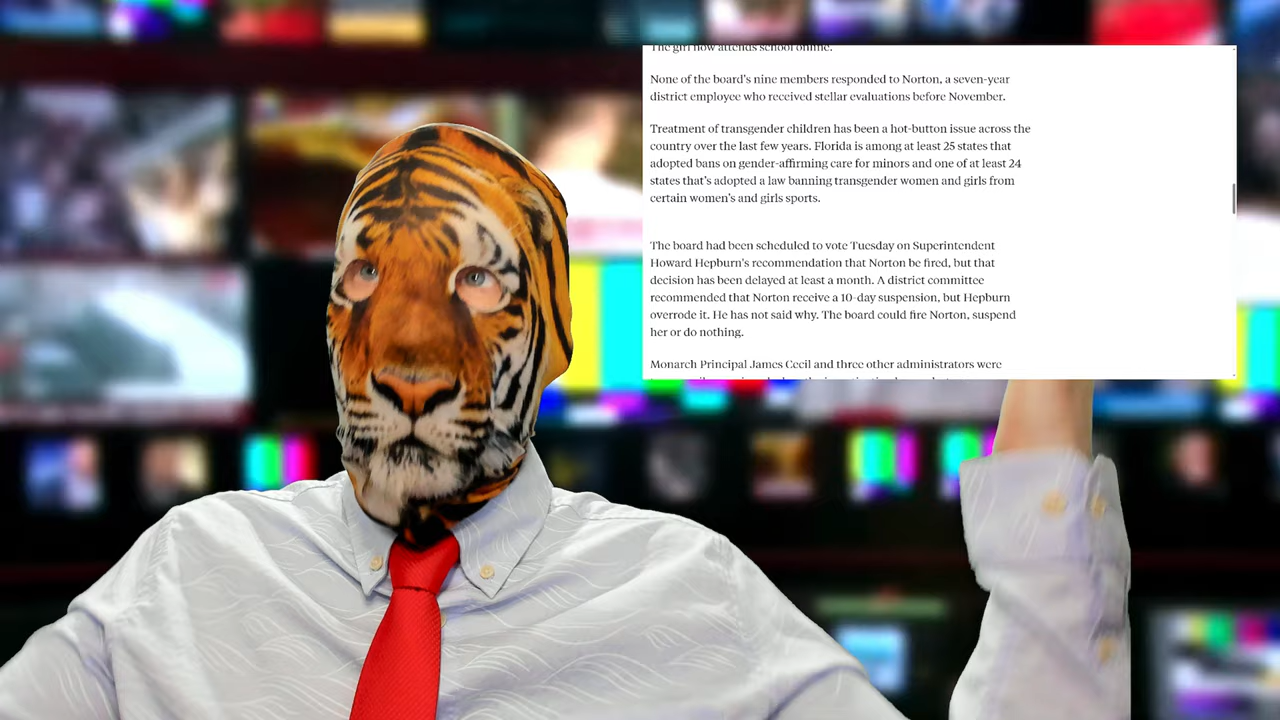 The girl now attends school online.
None of the board's nine members responded to Norton, a seven-year
district employee who received stellar evaluations before November.
Treatment of transgender children has been a hot-button issue across the
country over the last few years. Florida is among at least 25 states that
adopted bans on gender-affirming care for minors and one of at least 24
states that's adopted a law banning transgender women and girls from
certain women's and girls sports.
The board had been scheduled to vote Tuesday on Superintendent
Howard Hepburn's recommendation that Norton be fired, but that
decision has been delayed at least a month. A district committee
recommended that Norton receive a 10-day suspension, but Hepburn
overrode it. He has not said why. The board could fire Norton, suspend
her or do nothing.
Monarch Principal James Cecil and three other administrators were